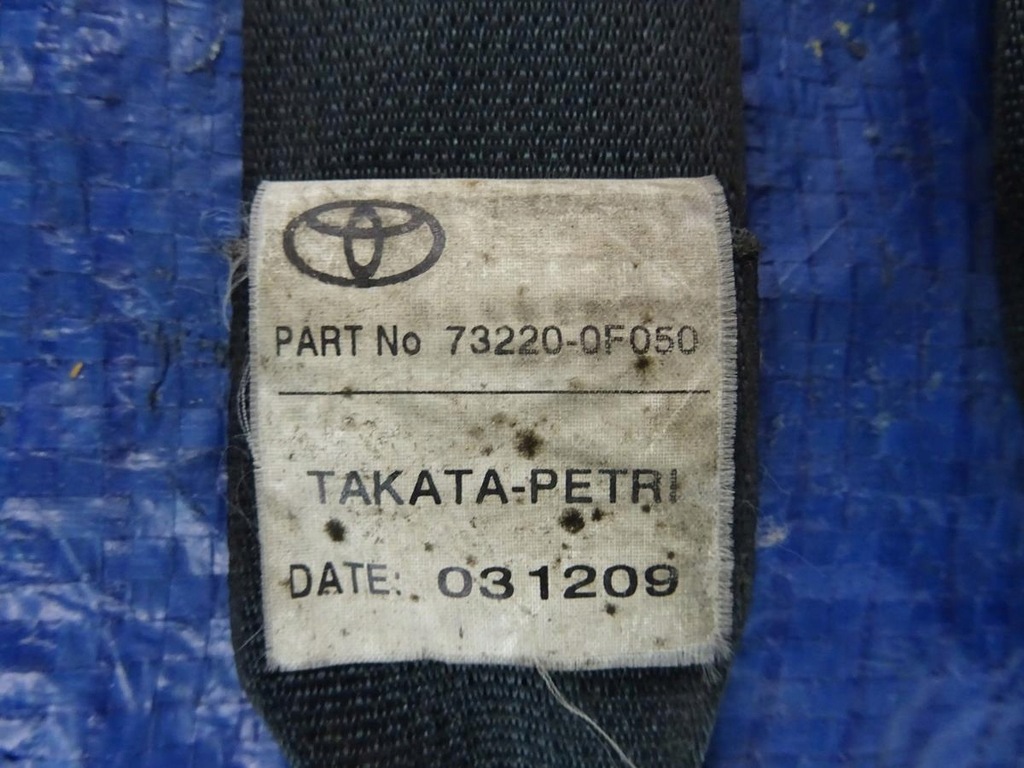 PART No 73220-0F050
TAKATA-PETRI
DATE: 031209